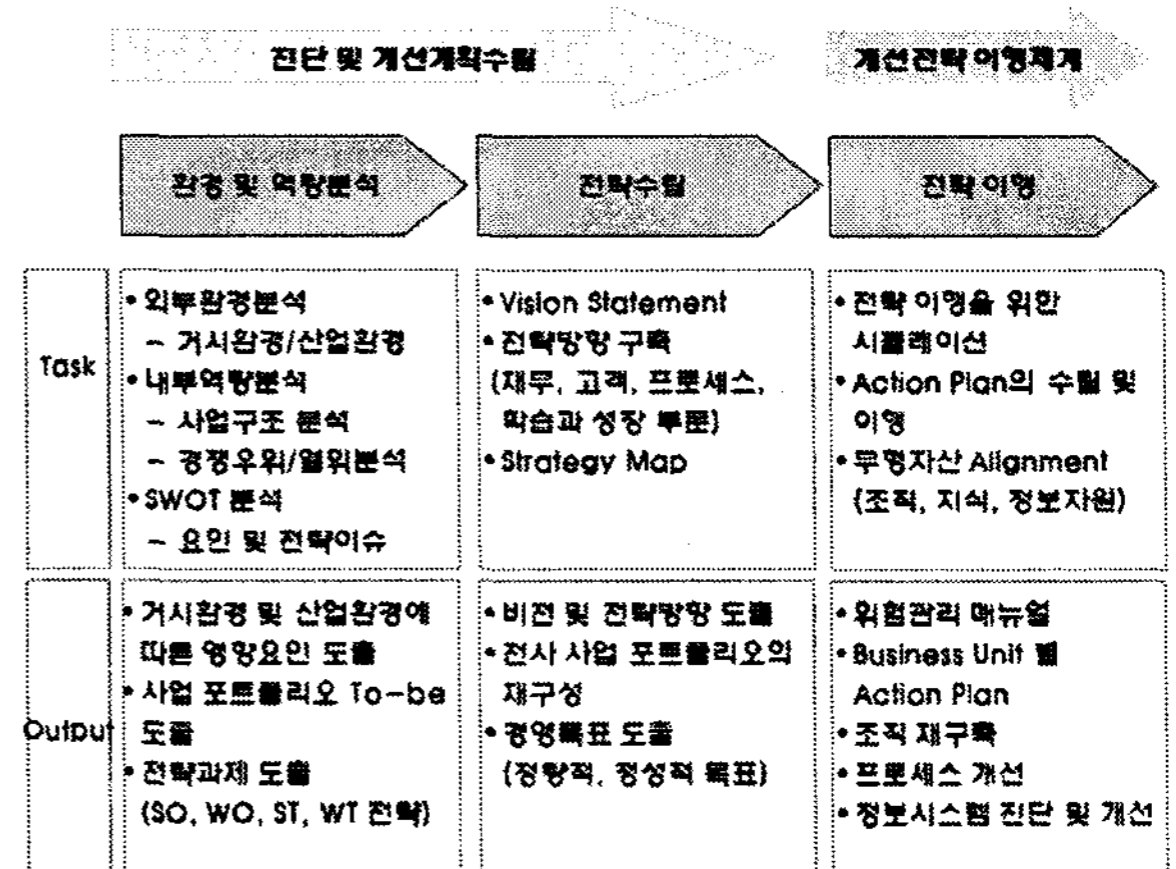 진단 및 개선계획수립
개선전략 이행체계
환경 및 역량분석
전략수립
전략 이행
Task
• 외부환경분석
– 거시환경/산업환경
• 내부역량분석
– 사업구조 분석
– 경쟁우위/열위분석
• SWOT 분석
– 요인 및 전략이슈
• Vision Statement
• 전략방향 구축
(재무, 고객, 프로세스,
학습과 성장 부문)
• Strategy Map
• 전략 이행을 위한
시뮬레이션
• Action Plan의 수립 및
이행
• 무형자산 Alignment
(조직, 지식, 정보자원)
Output
• 거시환경 및 산업환경에
따른 영향요인 도출
• 사업 포트폴리오 To-be
도출
• 전략과제 도출
(SO, WO, ST, WT 전략)
• 비전 및 전략방향 도출
• 전사 사업 포트폴리오의
재구성
• 경영목표 도출
(정량적, 정성적 목표)
• 위험관리 매뉴얼
• Business Unit 별
Action Plan
• 조직 재구축
• 프로세스 개선
• 정보시스템 진단 및 개선